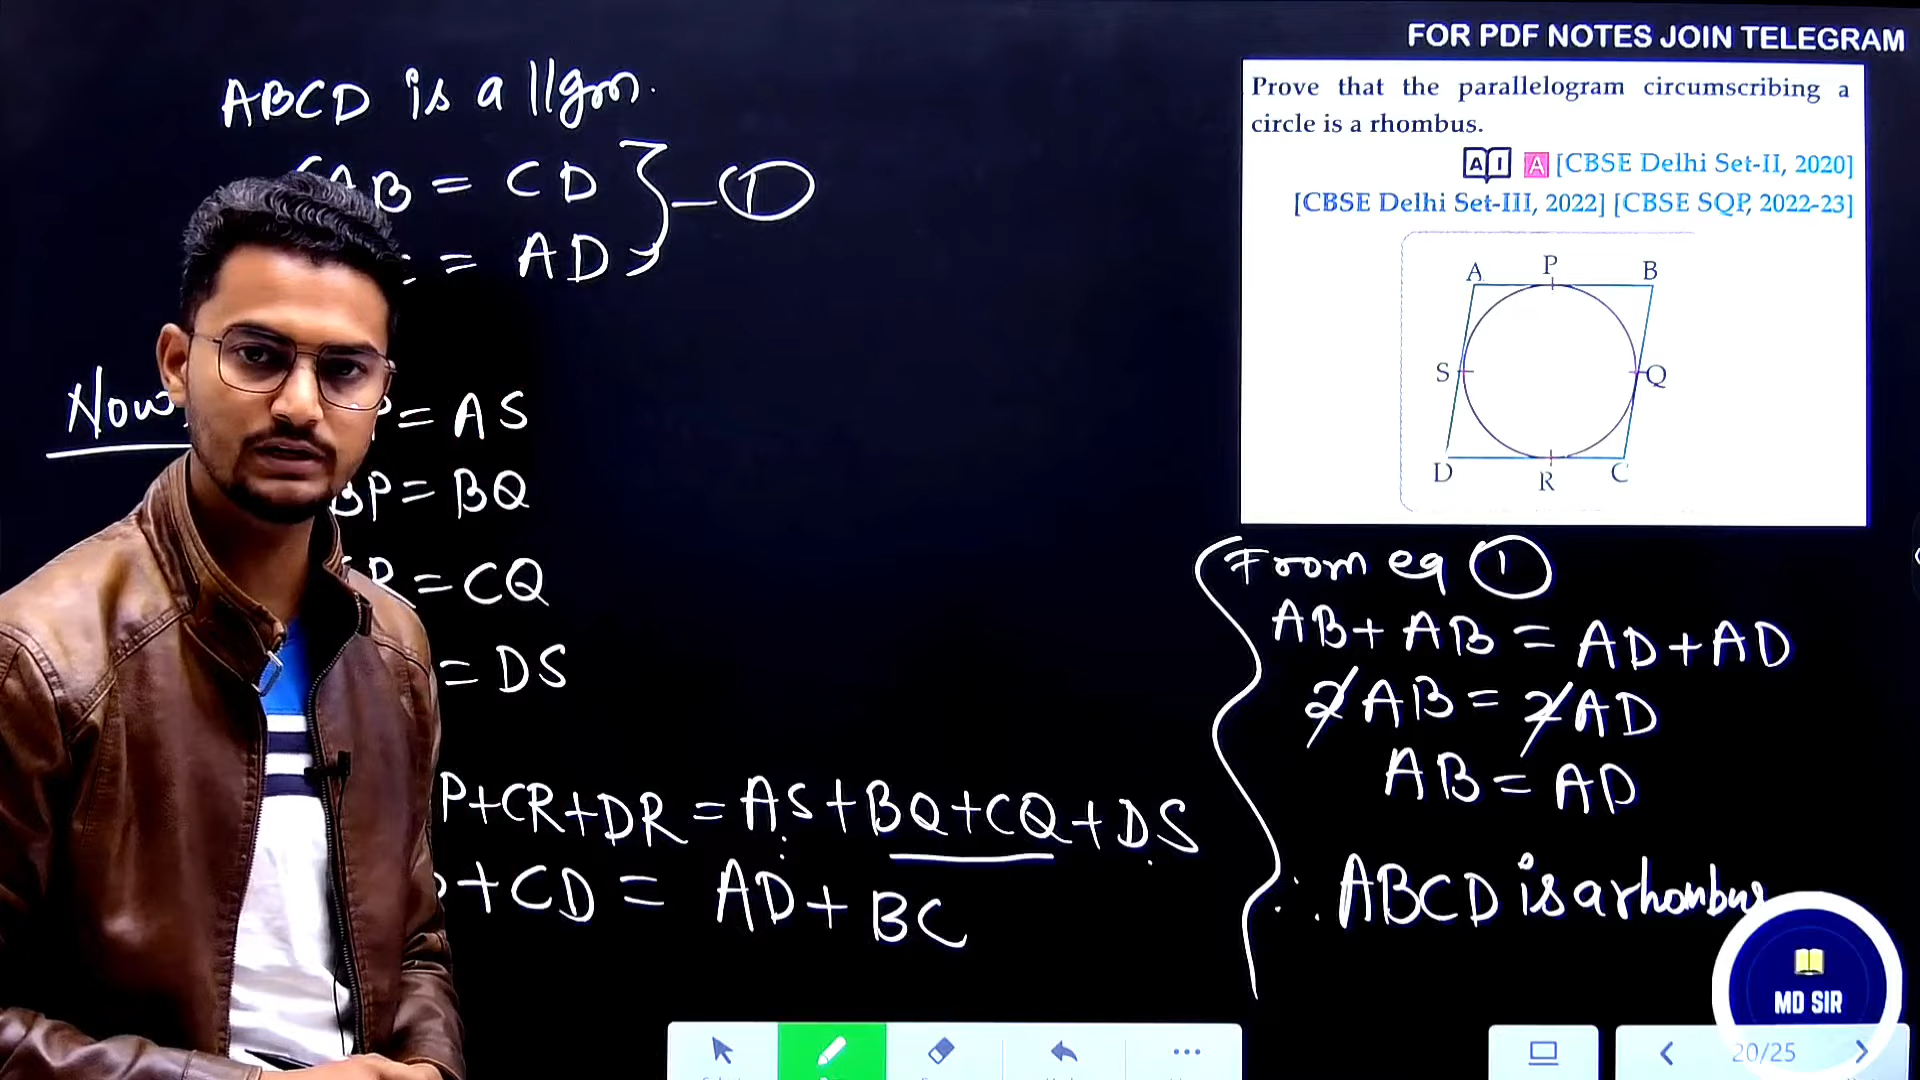 FOR PDF NOTES JOIN TELEGRAM
ABCD is a ||gm.
AB = CD } — ①
= AD
Now,
P = AS
BP = BQ
R = CQ
= DS
P+CR+DR = AS+BQ+CQ+DS
+CD = AD+BC
Prove that the parallelogram circumscribing a
circle is a rhombus.
AI A [CBSE Delhi Set-II, 2020]
[CBSE Delhi Set-III, 2022] [CBSE SQP, 2022-23]
A P B
S Q
D R C
From eq ①
AB + AB = AD + AD
2AB = 2AD
AB = AD
∴ ABCD is a rhombus
MD SIR
20/25